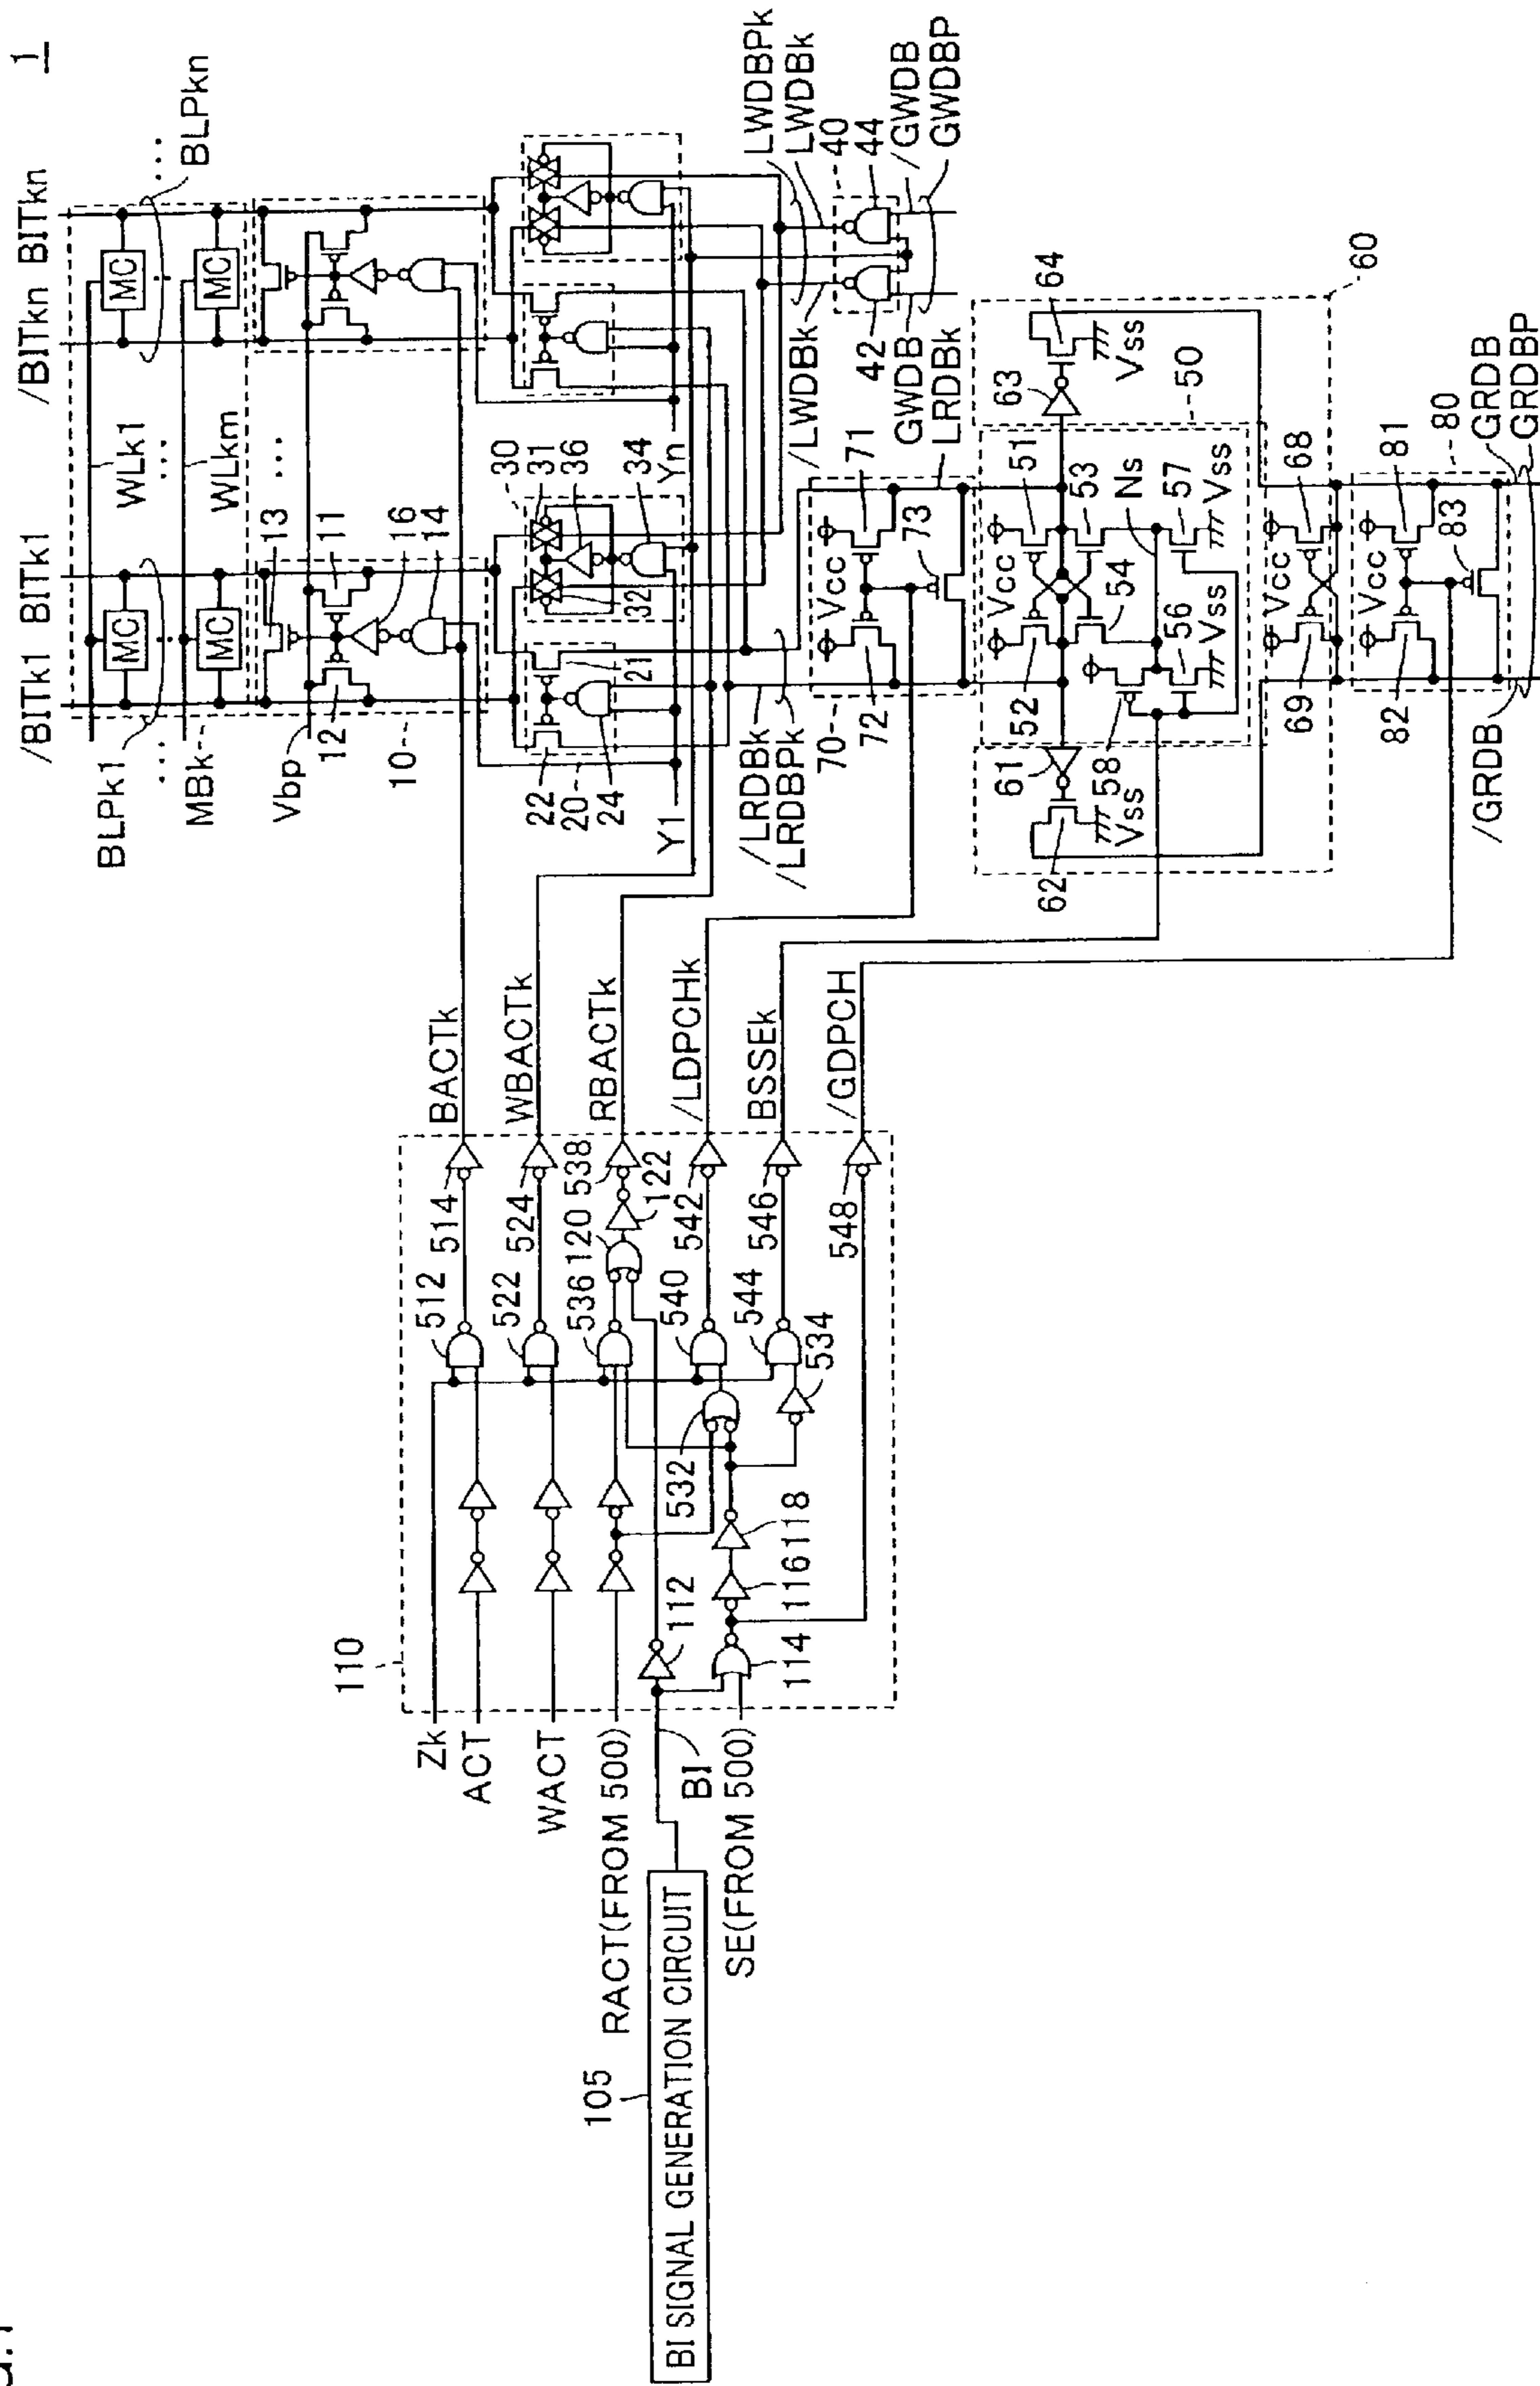 1
/BITk1 BITk1
/BITkn BITkn
BLPk1
WLk1
BLPkn
MC
MC
MBk
WLkm
MC
MC
13
Vbp
12
11
16
10
14
22
21
20
24
30
31
32
36
34
Y1
Yn
LWDBPk
LWDBk
/LRDBk
/LRDBPk
/LWDBk
40
42
44
GWDB
/GWDB
GWDBP
LRDBk
70
Vcc
71
72
73
Vcc
51
52
53
54
Ns
56
57
58
Vss
Vss
50
61
62
Vss
63
64
Vss
60
Vcc
68
69
Vcc
81
82
83
80
/GRDB
GRDB
GRDBP
110
Zk
ACT
WACT
RACT(FROM 500)
BI
SE(FROM 500)
105
BI SIGNAL GENERATION CIRCUIT
112
114
116
118
532
534
512
514
522
524
536
120
538
122
540
542
544
546
548
BACTk
WBACTk
RBACTk
/LDPCHk
BSSEk
/GDPCH